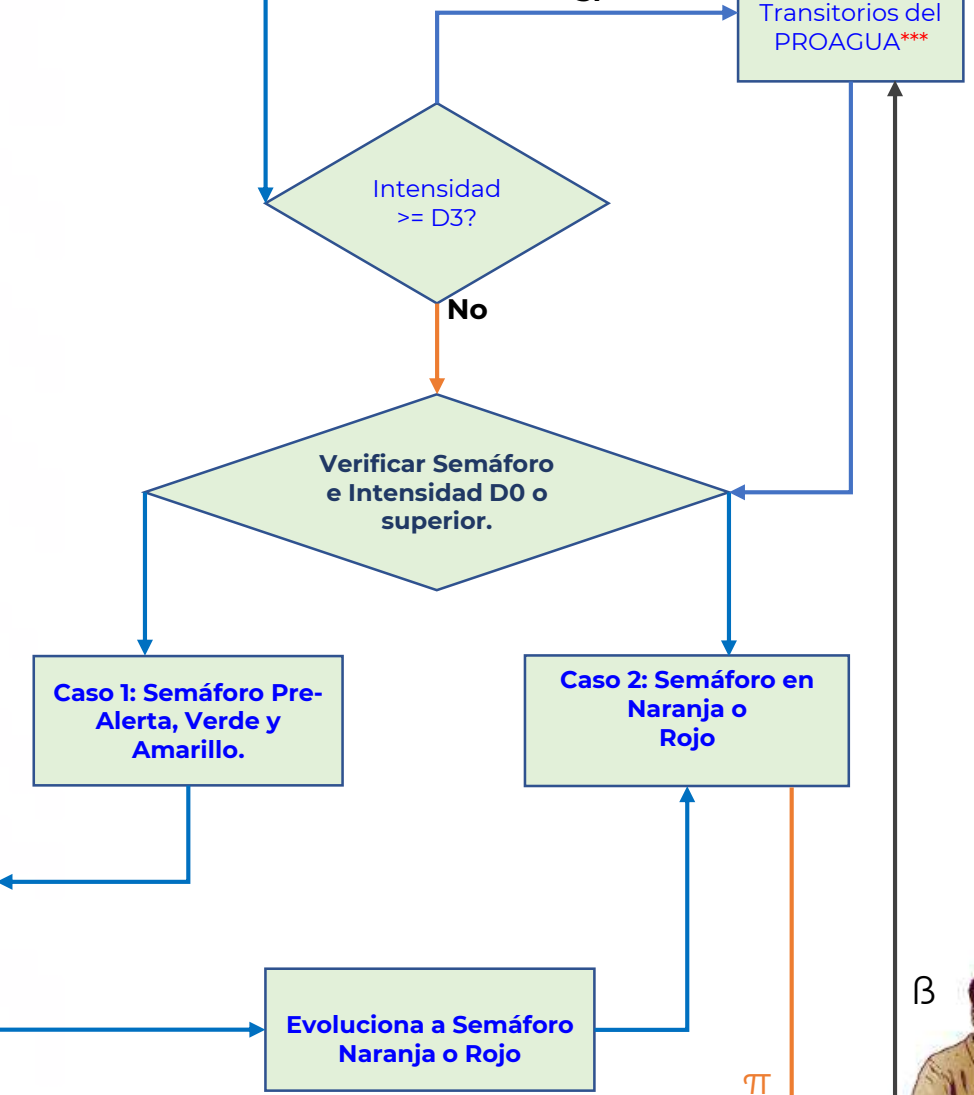 Transitorios del
PROAGUA***
Intensidad
>= D3?
No
Verificar Semáforo
e Intensidad D0 o
superior.
Caso 1: Semáforo Pre-
Alerta, Verde y
Amarillo.
Caso 2: Semáforo en
Naranja o
Rojo
Evoluciona a Semáforo
Naranja o Rojo
ß
π